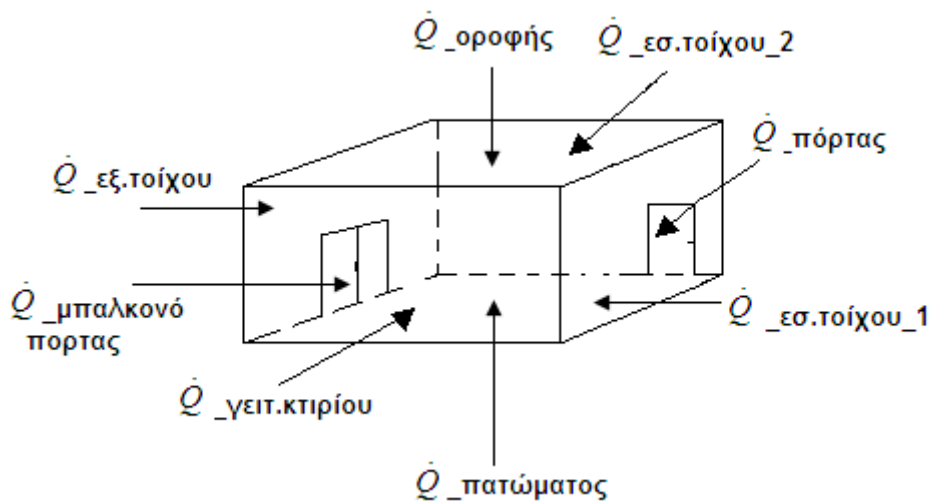 Q̇ _οροφής
Q̇ _εσ.τοίχου_2
Q̇ _πόρτας
Q̇ _εξ.τοίχου
Q̇ _μπαλκονό
πορτας
Q̇ _εσ.τοίχου_1
Q̇ _γειτ.κτιρίου
Q̇ _πατώματος